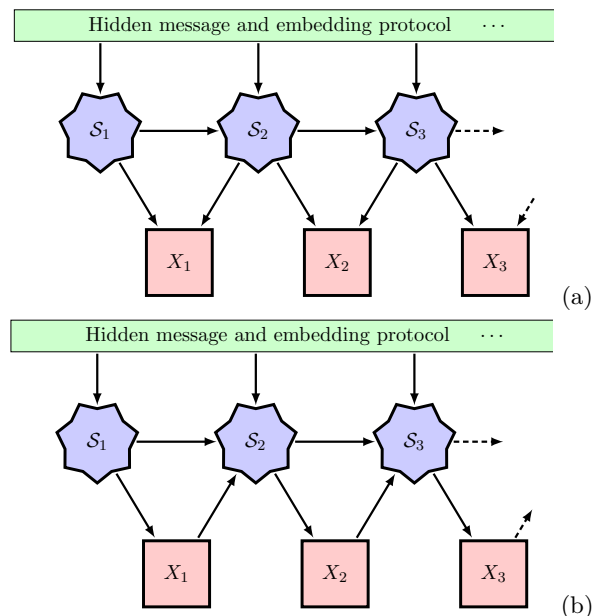 Hidden message and embedding protocol ⋯
𝒮₁ 𝒮₂ 𝒮₃
X₁ X₂ X₃
(a)
Hidden message and embedding protocol ⋯
𝒮₁ 𝒮₂ 𝒮₃
X₁ X₂ X₃
(b)